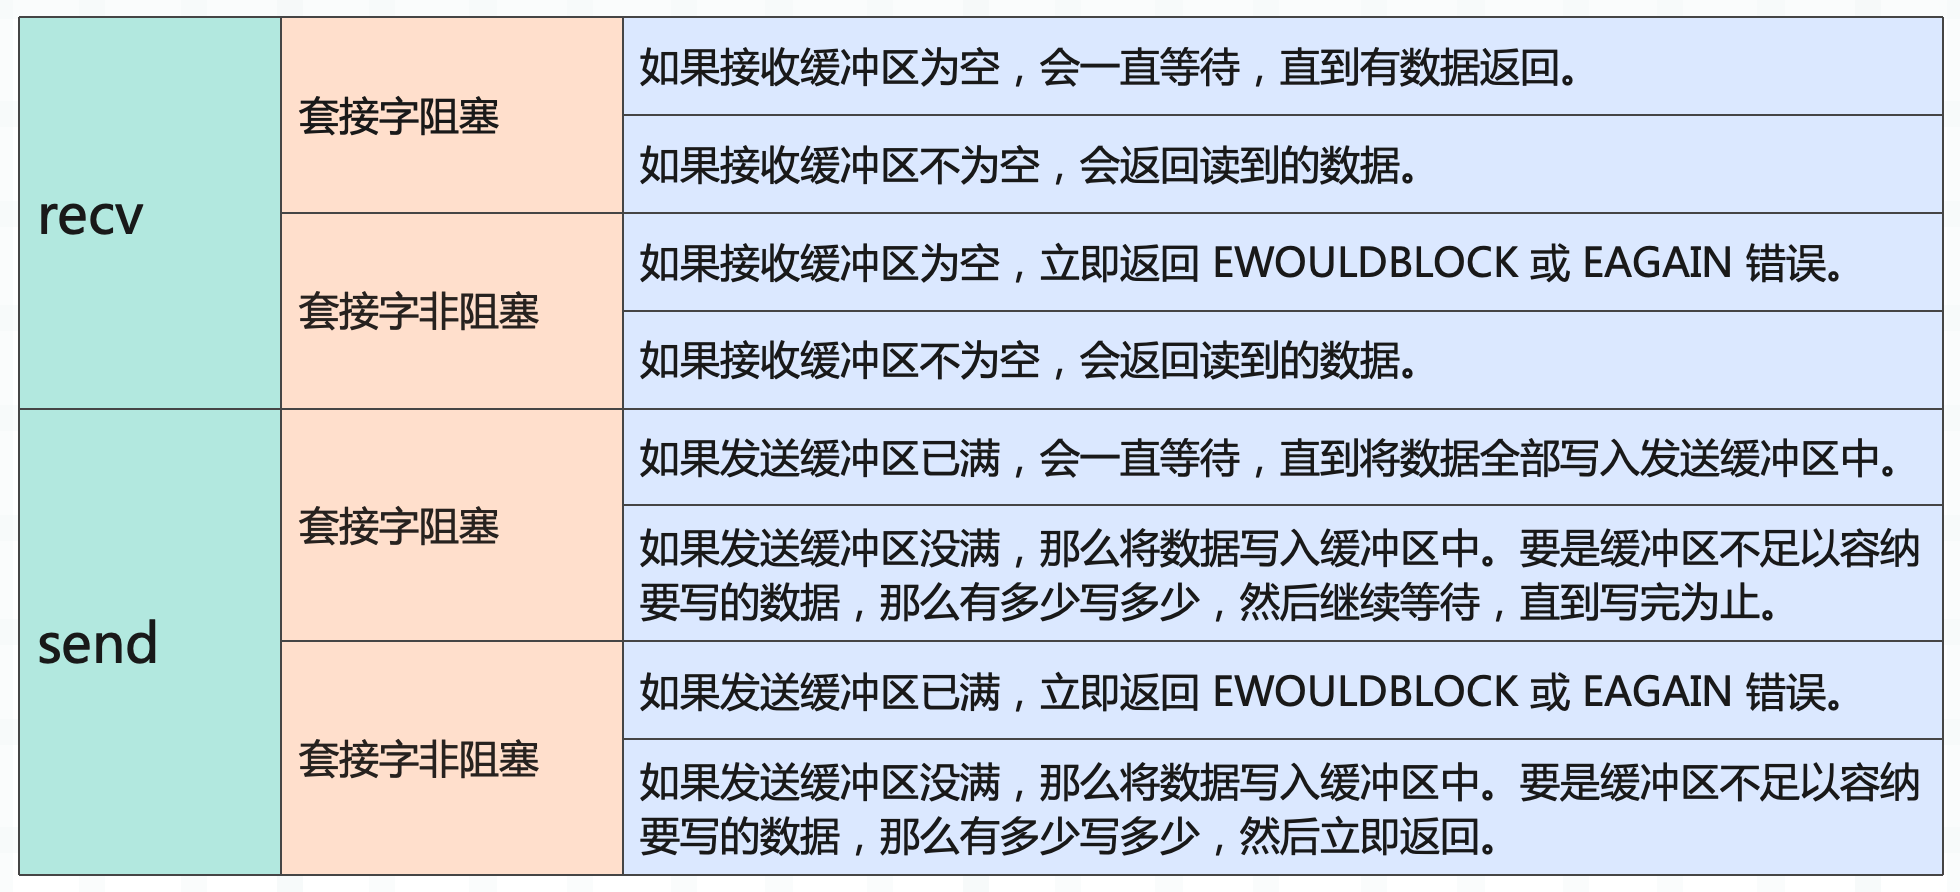 recv
套接字阻塞
如果接收缓冲区为空，会一直等待，直到有数据返回。
如果接收缓冲区不为空，会返回读到的数据。
套接字非阻塞
如果接收缓冲区为空，立即返回 EWOULDBLOCK 或 EAGAIN 错误。
如果接收缓冲区不为空，会返回读到的数据。
send
套接字阻塞
如果发送缓冲区已满，会一直等待，直到将数据全部写入发送缓冲区中。
如果发送缓冲区没满，那么将数据写入缓冲区中。要是缓冲区不足以容纳
要写的数据，那么有多少写多少，然后继续等待，直到写完为止。
套接字非阻塞
如果发送缓冲区已满，立即返回 EWOULDBLOCK 或 EAGAIN 错误。
如果发送缓冲区没满，那么将数据写入缓冲区中。要是缓冲区不足以容纳
要写的数据，那么有多少写多少，然后立即返回。